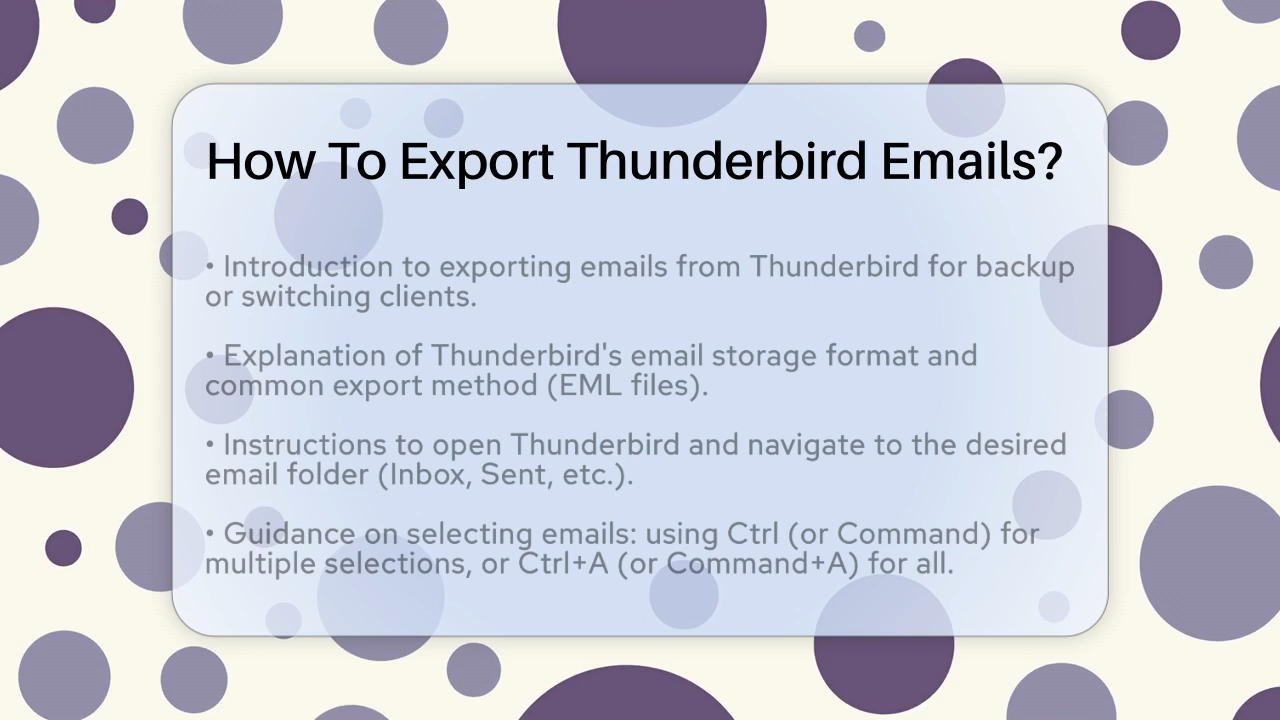 How To Export Thunderbird Emails?
• Introduction to exporting emails from Thunderbird for backup
or switching clients.
• Explanation of Thunderbird's email storage format and
common export method (EML files).
• Instructions to open Thunderbird and navigate to the desired
email folder (Inbox, Sent, etc.).
• Guidance on selecting emails: using Ctrl (or Command) for
multiple selections, or Ctrl+A (or Command+A) for all.